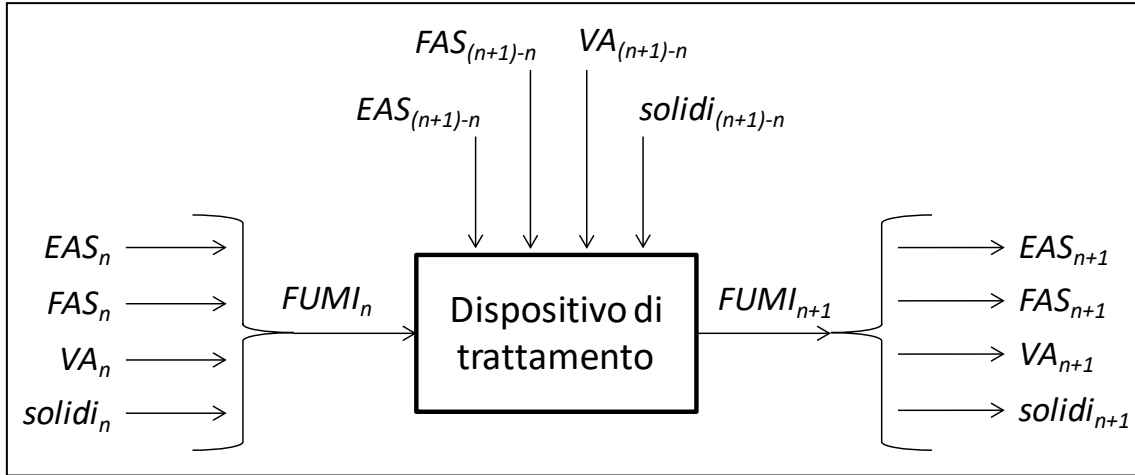 FAS(n+1)-n
VA(n+1)-n
EAS(n+1)-n
solidi(n+1)-n
EASn
FASn
VAn
solidin
FUMIn
Dispositivo di
trattamento
FUMIn+1
EASn+1
FASn+1
VAn+1
solidin+1